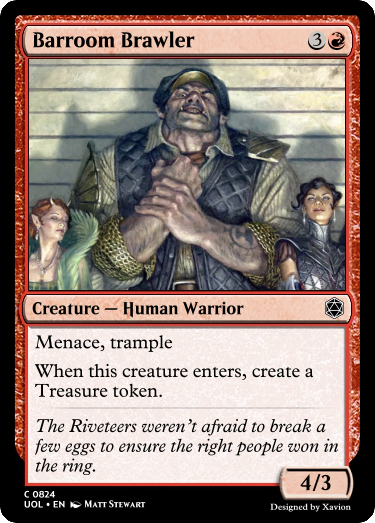 Barroom Brawler 3
Creature — Human Warrior
Menace, trample
When this creature enters, create a
Treasure token.
The Riveteers weren't afraid to break a
few eggs to ensure the right people won in
the ring.
4/3
C 0824
UOL • EN Matt Stewart
Designed by Xavion